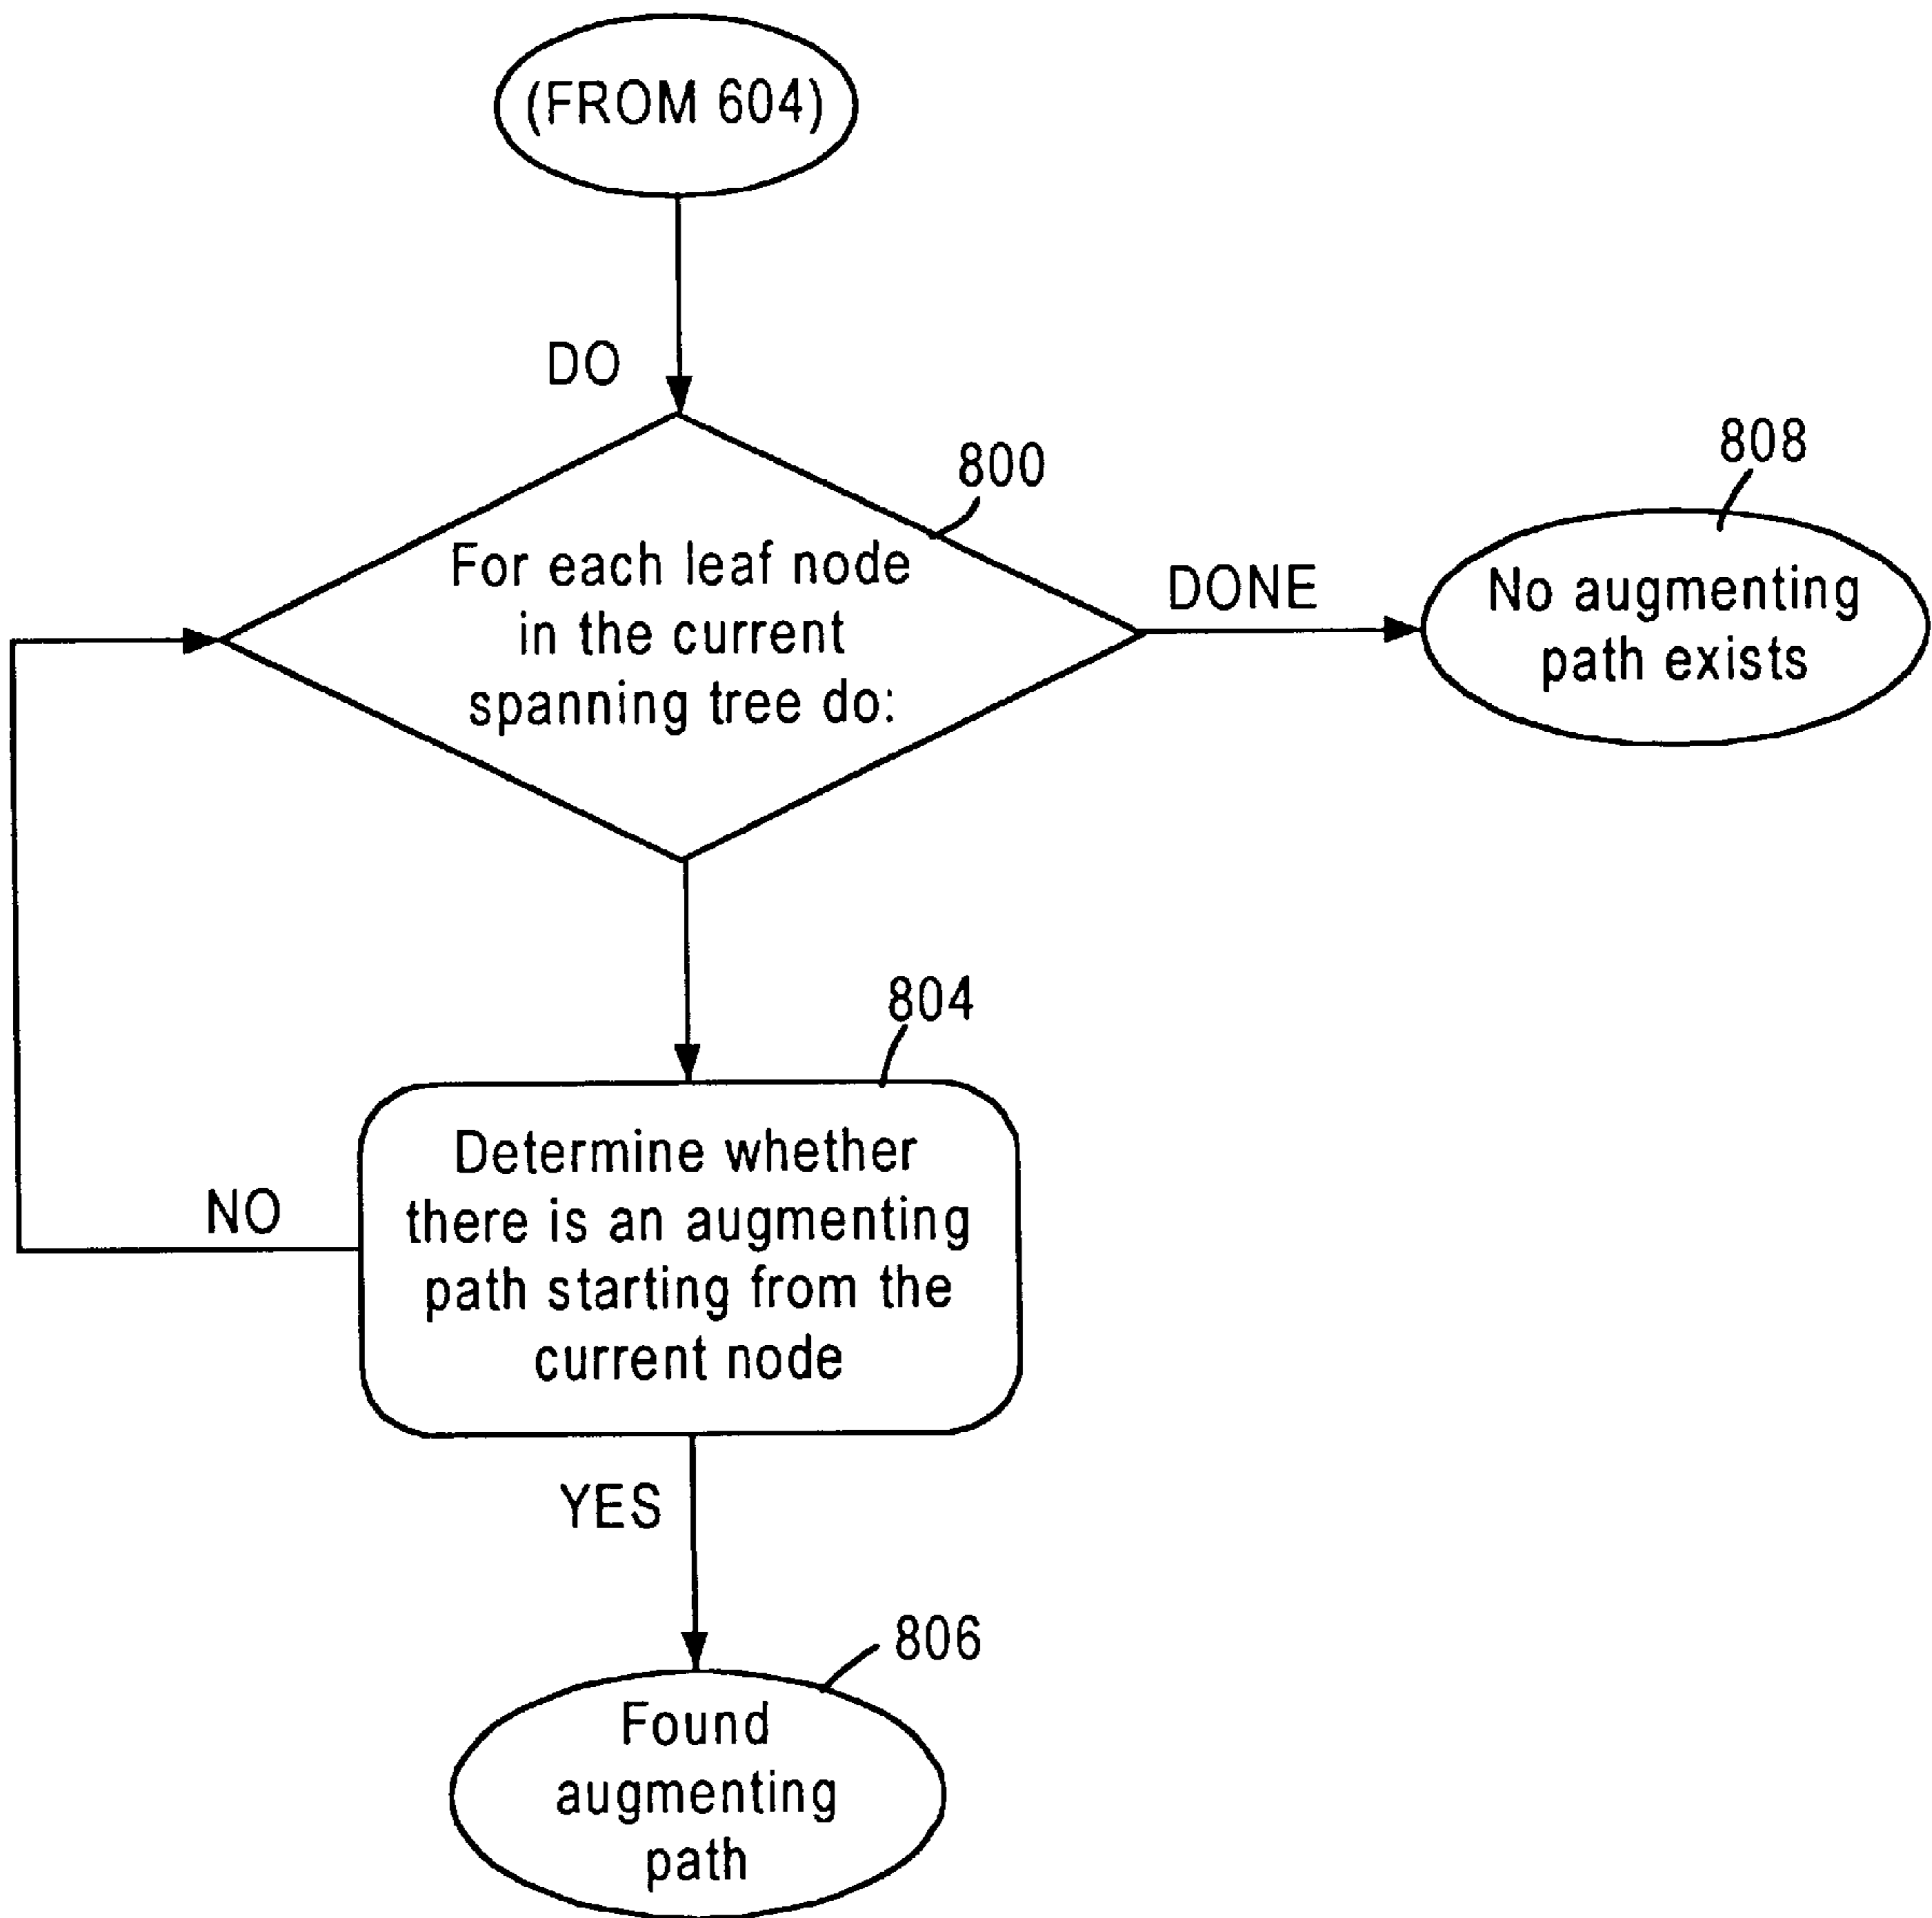 (FROM 604)
DO
800
For each leaf node
in the current
spanning tree do:
DONE
808
No augmenting
path exists
804
Determine whether
there is an augmenting
path starting from the
current node
NO
YES
806
Found
augmenting
path